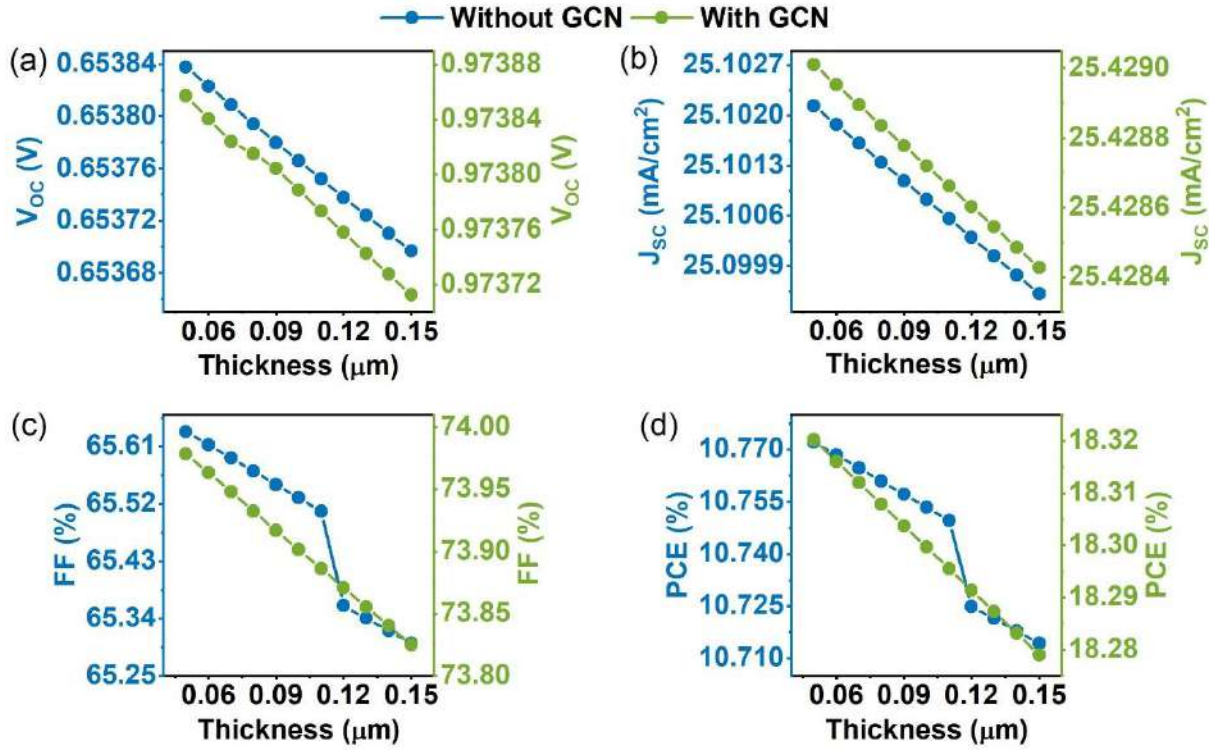 Without GCN With GCN
(a)
V_OC (V)
0.65384
0.65380
0.65376
0.65372
0.65368
0.97388
0.97384
0.97380
0.97376
0.97372
V_OC (V)
0.06 0.09 0.12 0.15
Thickness (μm)
(b)
J_SC (mA/cm²)
25.1027
25.1020
25.1013
25.1006
25.0999
25.4290
25.4288
25.4286
25.4284
J_SC (mA/cm²)
0.06 0.09 0.12 0.15
Thickness (μm)
(c)
FF (%)
65.61
65.52
65.43
65.34
65.25
74.00
73.95
73.90
73.85
73.80
FF (%)
0.06 0.09 0.12 0.15
Thickness (μm)
(d)
PCE (%)
10.770
10.755
10.740
10.725
10.710
18.32
18.31
18.30
18.29
18.28
PCE (%)
0.06 0.09 0.12 0.15
Thickness (μm)